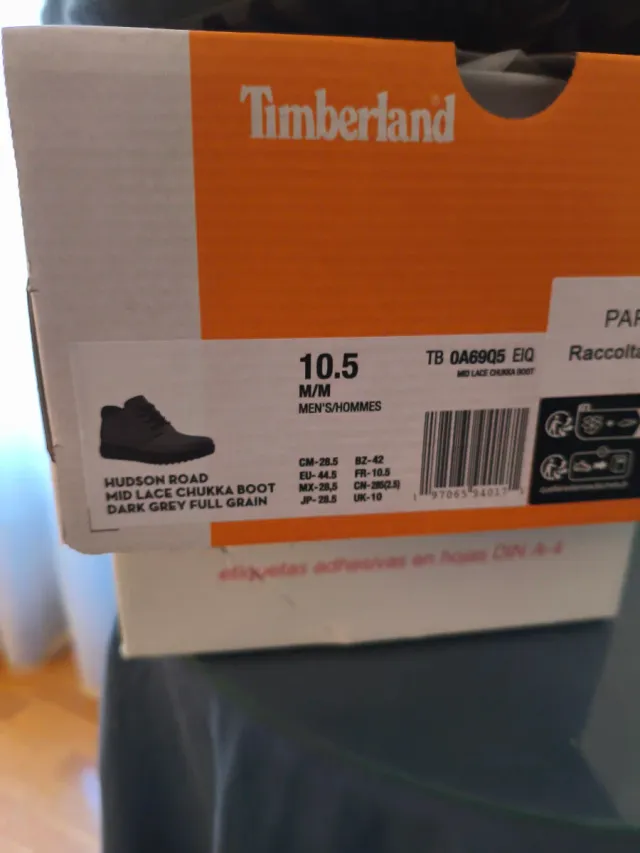 Timberland
PAP
Raccolta
10.5
M/M
MEN'S/HOMMES
TB 0A69Q5 EIQ
MID LACE CHUKKA BOOT
CM-28.5 BZ-42
EU-44.5 FR-10.5
MX-28,5 CN-285(2.5)
JP-28.5 UK-10
HUDSON ROAD
MID LACE CHUKKA BOOT
DARK GREY FULL GRAIN
etiquetas adhesivas en hojas DIN A-4